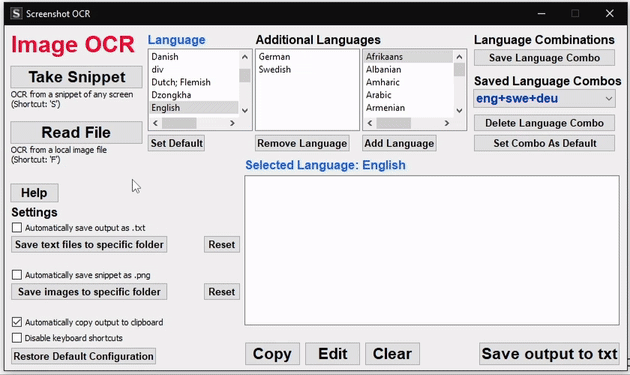 S Screenshot OCR
Image OCR
Take Snippet
OCR from a snippet of any screen
(Shortcut: 'S')
Read File
OCR from a local image file
(Shortcut: 'F')
Help
Settings
Automatically save output as .txt
Save text files to specific folder
Reset
Automatically save snippet as .png
Save images to specific folder
Reset
Automatically copy output to clipboard
Disable keyboard shortcuts
Restore Default Configuration
Language
Danish
div
Dutch; Flemish
Dzongkha
English
Set Default
Additional Languages
German
Swedish
Remove Language
Afrikaans
Albanian
Amharic
Arabic
Armenian
Add Language
Language Combinations
Save Language Combo
Saved Language Combos
eng+swe+deu
Delete Language Combo
Set Combo As Default
Selected Language: English
Copy
Edit
Clear
Save output to txt